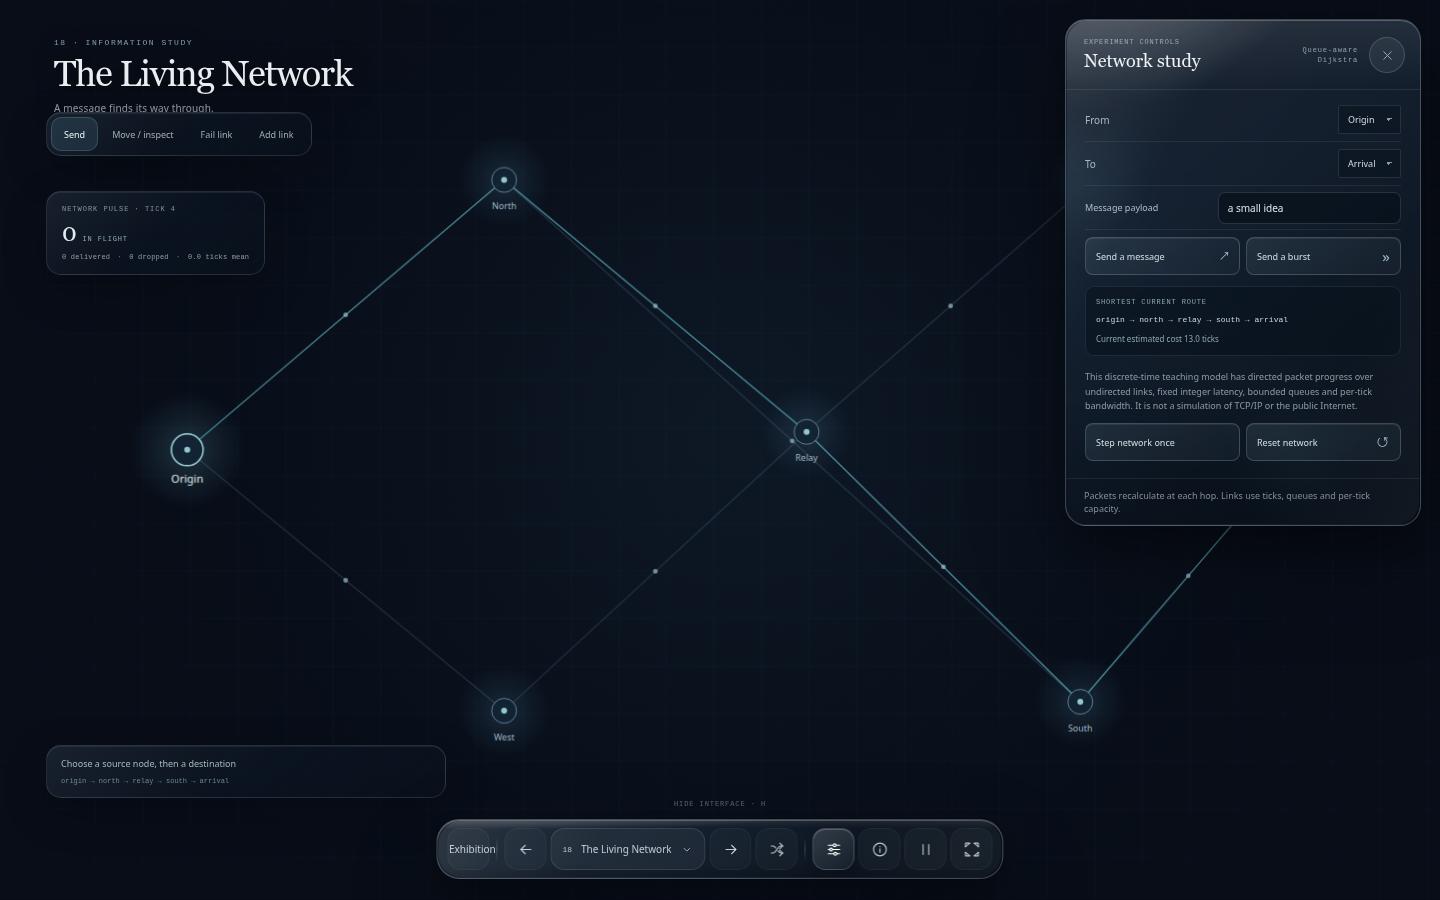 18 · INFORMATION STUDY
The Living Network
A message finds its way through.
Send
Move / inspect
Fail link
Add link
NETWORK PULSE · TICK 4
0 IN FLIGHT
0 delivered · 0 dropped · 0.0 ticks mean
North
Origin
Relay
West
South
EXPERIMENT CONTROLS
Network study
Queue-aware
Dijkstra
From
Origin
To
Arrival
Message payload
a small idea
Send a message ↗
Send a burst »
SHORTEST CURRENT ROUTE
origin → north → relay → south → arrival
Current estimated cost 13.0 ticks
This discrete-time teaching model has directed packet progress over
undirected links, fixed integer latency, bounded queues and per-tick
bandwidth. It is not a simulation of TCP/IP or the public Internet.
Step network once
Reset network
Packets recalculate at each hop. Links use ticks, queues and per-tick
capacity.
Choose a source node, then a destination
origin → north → relay → south → arrival
HIDE INTERFACE · H
Exhibition
18 The Living Network